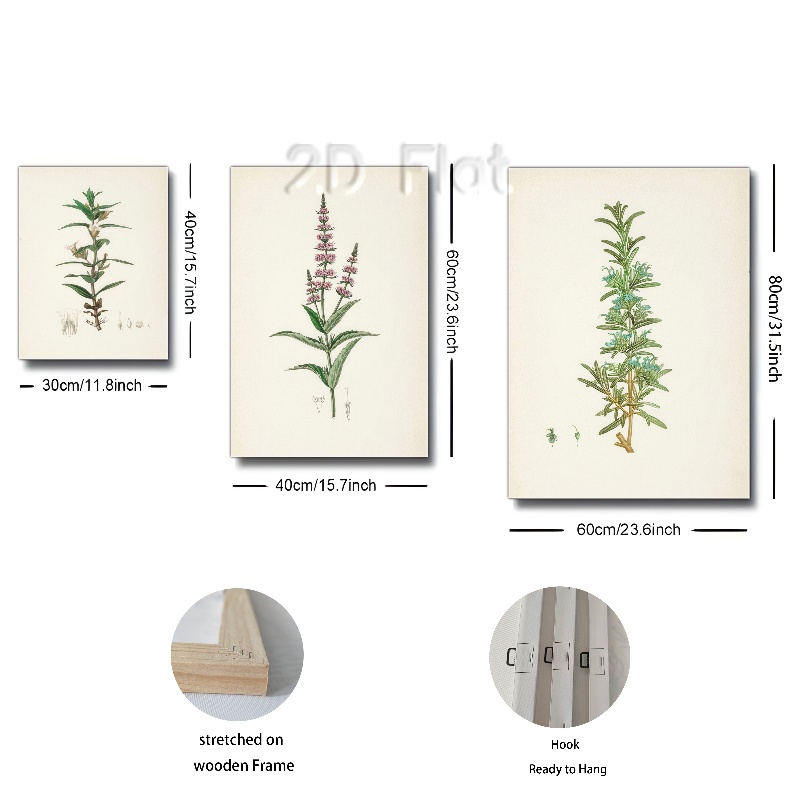 2D Flat
40cm/15.7inch
30cm/11.8inch
60cm/23.6inch
40cm/15.7inch
80cm/31.5inch
60cm/23.6inch
stretched on
wooden Frame
Hook
Ready to Hang